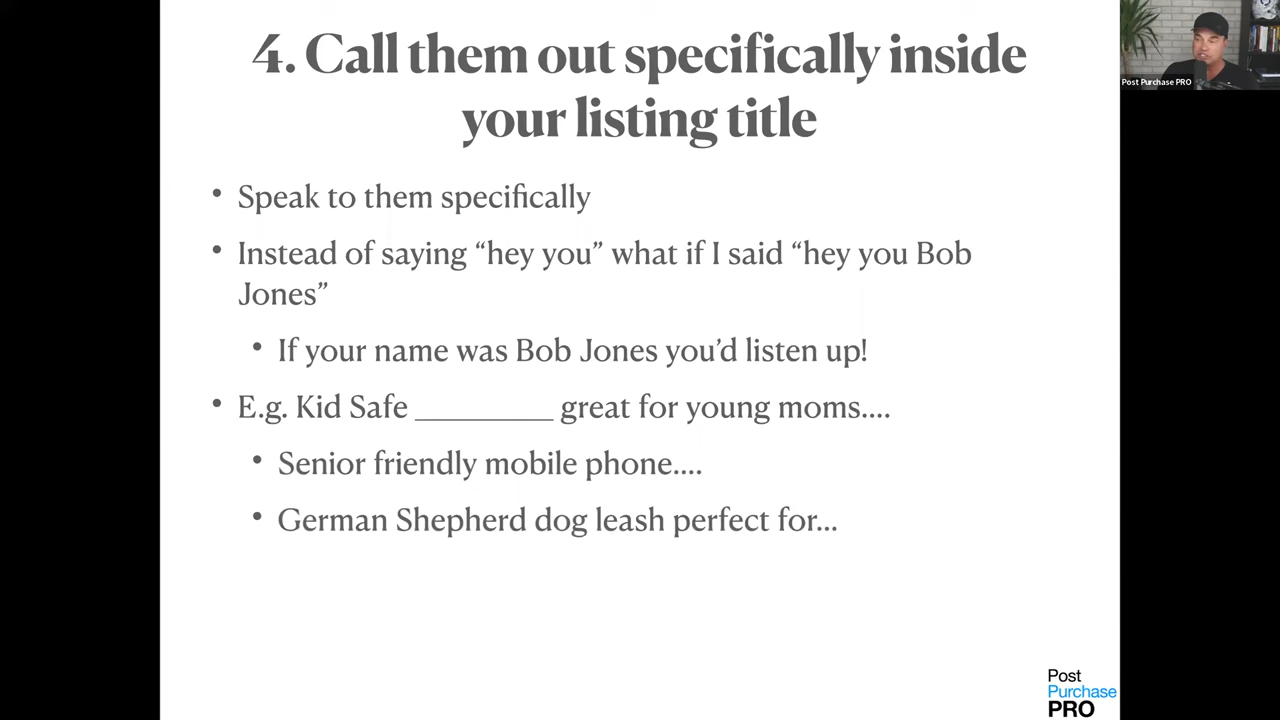 4. Call them out specifically inside
your listing title
• Speak to them specifically
• Instead of saying “hey you” what if I said “hey you Bob
Jones”
• If your name was Bob Jones you’d listen up!
• E.g. Kid Safe _________ great for young moms....
• Senior friendly mobile phone....
• German Shepherd dog leash perfect for...
Post Purchase PRO
Post
Purchase
PRO